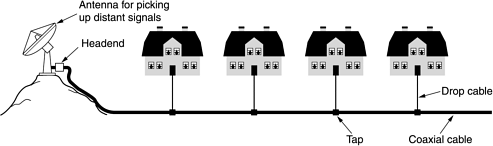 Antenna for picking
up distant signals
Headend
Drop cable
Tap
Coaxial cable